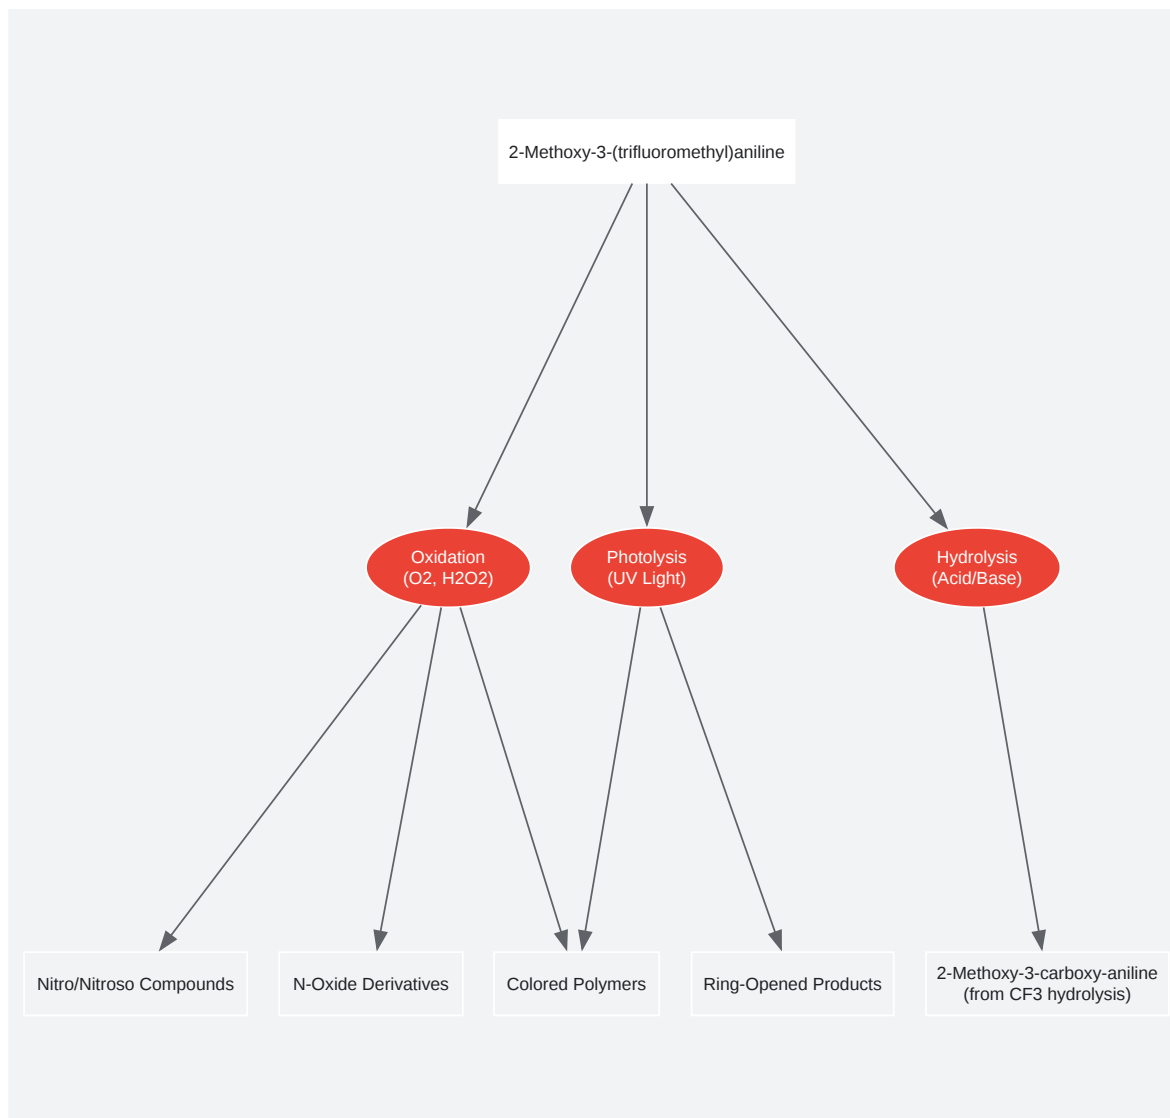 2-Methoxy-3-(trifluoromethyl)aniline
Oxidation
(O2, H2O2)
Photolysis
(UV Light)
Hydrolysis
(Acid/Base)
Nitro/Nitroso Compounds
N-Oxide Derivatives
Colored Polymers
Ring-Opened Products
2-Methoxy-3-carboxy-aniline
(from CF3 hydrolysis)